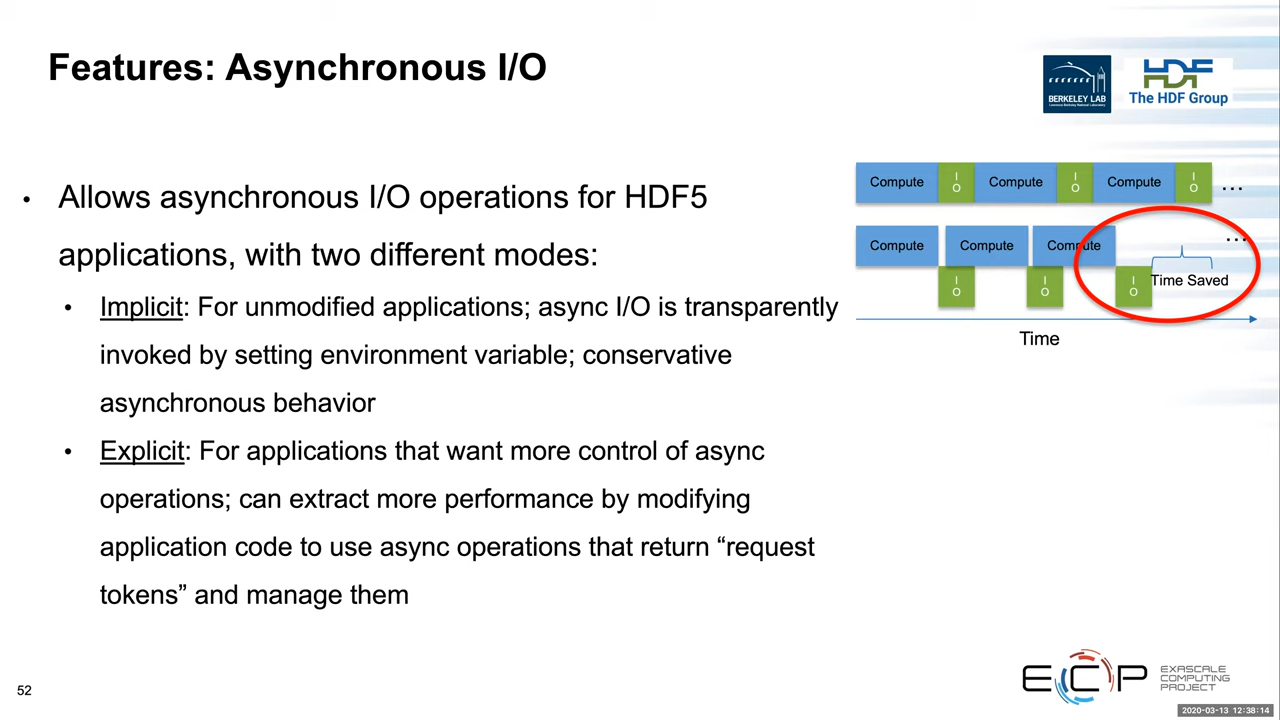 Features: Asynchronous I/O
BERKELEY LAB
The HDF Group
• Allows asynchronous I/O operations for HDF5
applications, with two different modes:
• Implicit: For unmodified applications; async I/O is transparently
invoked by setting environment variable; conservative
asynchronous behavior
• Explicit: For applications that want more control of async
operations; can extract more performance by modifying
application code to use async operations that return “request
tokens” and manage them
Compute I O Compute I O Compute I O ...
Compute Compute Compute ...
I O I O I O Time Saved
Time
ECP EXASCALE
COMPUTING
PROJECT
52
2020-03-13 12:38:14